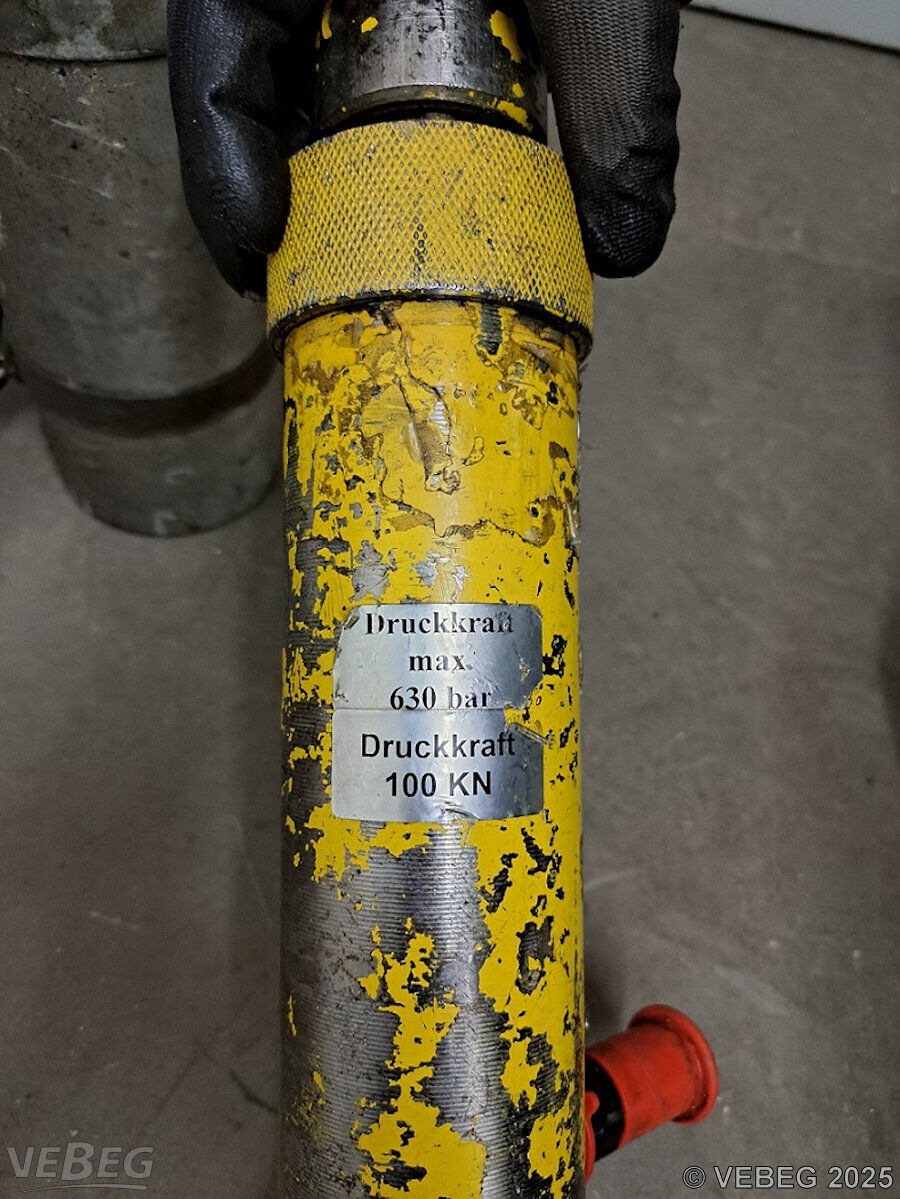 Druckkraft
max.
630 bar
Druckkraft
100 KN
VEBEG
© VEBEG 2025